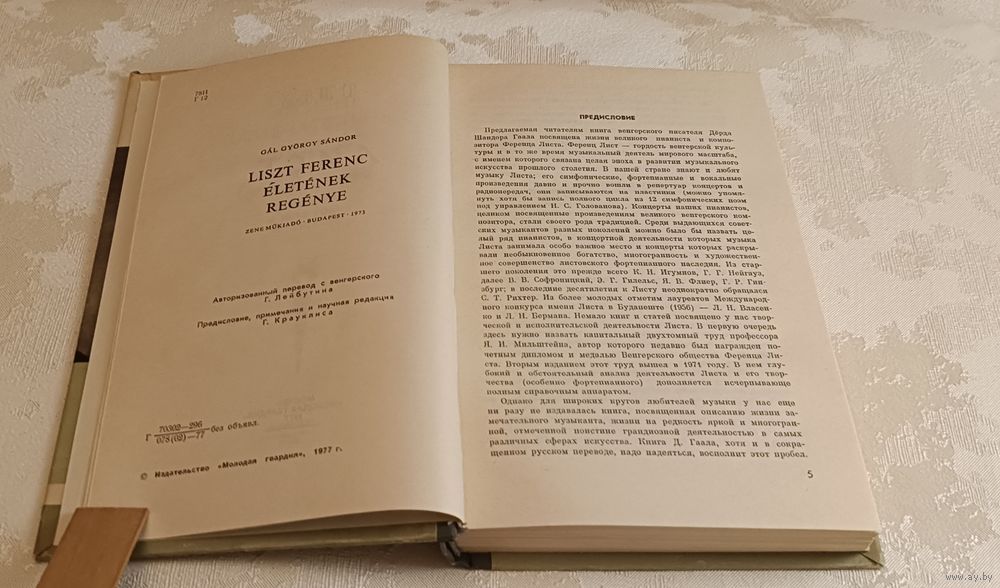 78И
Г 12
GÁL GYÖRGY SÁNDOR
LISZT FERENC
ÉLETÉNEK
REGÉNYE
ZENEMŰKIADÓ · BUDAPEST · 1973
Авторизованный перевод с венгерского
Г. Лейбутина
Предисловие, примечания и научная редакция
Г. Крауклиса
Г 70302—296
078(02)—77 без объявл.
© Издательство «Молодая гвардия», 1977 г.
ПРЕДИСЛОВИЕ
Предлагаемая читателям книга венгерского писателя Дёрдя
Шандора Гаала посвящена жизни великого пианиста и компо-
зитора Ференца Листа. Ференц Лист — гордость венгерской куль-
туры и в то же время музыкальный деятель мирового масштаба,
с именем которого связана целая эпоха в развитии музыкального
искусства прошлого столетия. В нашей стране знают и любят
музыку Листа; его симфонические, фортепианные и вокальные
произведения давно и прочно вошли в репертуар концертов и
радиопередач, они записываются на пластинки (можно упомя-
нуть хотя бы запись полного цикла из 12 симфонических поэм
под управлением Н. С. Голованова). Концерты наших пианистов,
целиком посвященные произведениям великого венгерского ком-
позитора, стали своего рода традицией. Среди выдающихся совет-
ских музыкантов разных поколений можно было бы назвать це-
лый ряд пианистов, в концертной деятельности которых музыка
Листа занимала особо важное место и концерты которых раскры-
вали необыкновенное богатство, многогранность и художествен-
ное совершенство листовского фортепианного наследия. Из стар-
шего поколения это прежде всего К. Н. Игумнов, Г. Г. Нейгауз,
далее В. В. Софроницкий, Э. Г. Гилельс, Я. В. Флиер, Г. Р. Гин-
збург; в последние десятилетия к Листу неоднократно обращался
С. Т. Рихтер. Из более молодых отметим лауреатов Международ-
ного конкурса имени Листа в Будапеште (1956) — Л. Н. Власен-
ко и Л. Н. Бермана. Немало книг и статей посвящено у нас твор-
ческой и исполнительской деятельности Листа. В первую очередь
здесь нужно назвать капитальный двухтомный труд профессора
Я. И. Мильштейна, автор которого недавно был награжден по-
четным дипломом и медалью Венгерского общества Ференца Ли-
ста. Вторым изданием этот труд вышел в 1971 году. В нем глу-
бокий и обстоятельный анализ деятельности Листа и его твор-
чества (особенно фортепианного) дополняется исчерпывающе
полным справочным аппаратом.
Однако для широких кругов любителей музыки у нас еще
ни разу не издавалась книга, посвященная описанию жизни за-
мечательного музыканта, жизни на редкость яркой и многогран-
ной, отмеченной поистине грандиозной деятельностью в самых
различных сферах искусства. Книга Д. Гаала, хотя и в сокра-
щенном русском переводе, надо надеяться, восполнит этот пробел.
5
www.ay.by